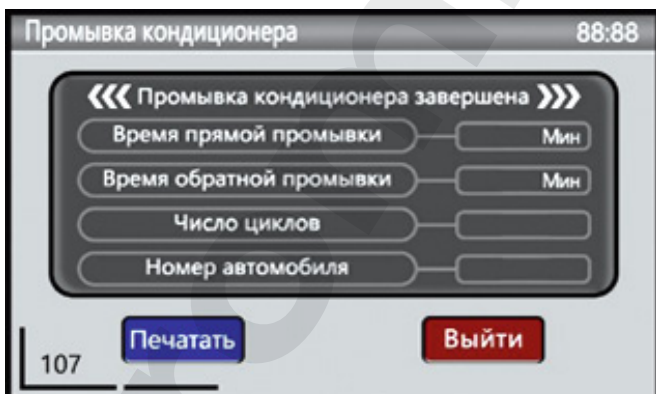 Промывка кондиционера 88:88
Промывка кондиционера завершена
Время прямой промывки Мин
Время обратной промывки Мин
Число циклов
Номер автомобиля
Печатать Выйти
107